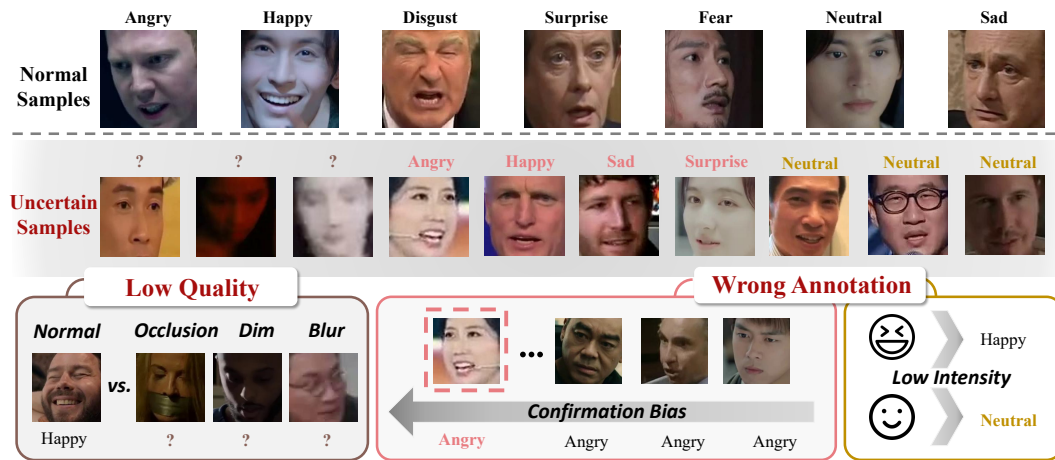 Angry Happy Disgust Surprise Fear Neutral Sad
Normal
Samples
? ? ? Angry Happy Sad Surprise Neutral Neutral Neutral
Uncertain
Samples
Low Quality
Wrong Annotation
Normal Occlusion Dim Blur
vs.
Happy ? ? ?
...
Confirmation Bias
Angry Angry Angry Angry
Happy
Low Intensity
Neutral